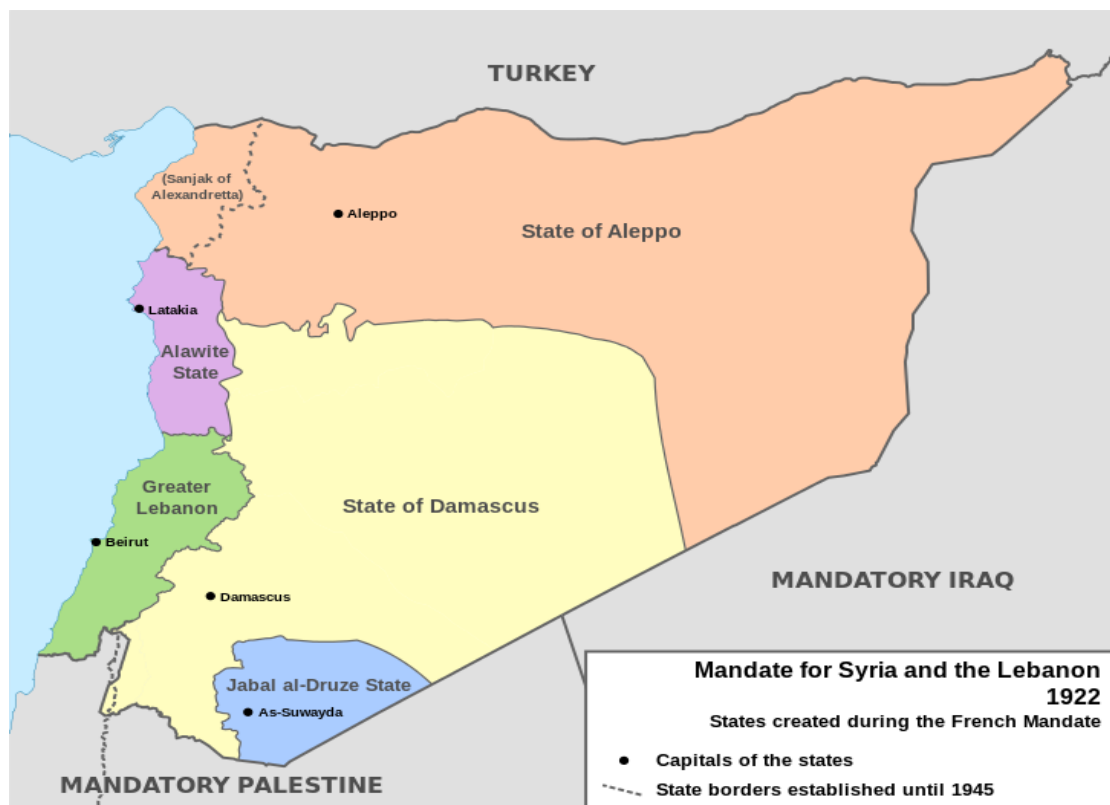 TURKEY
(Sanjak of
Alexandretta)
Aleppo
State of Aleppo
Latakia
Alawite
State
Greater
Lebanon
State of Damascus
Beirut
MANDATORY IRAQ
Damascus
Jabal al-Druze State
As-Suwayda
MANDATORY PALESTINE
Mandate for Syria and the Lebanon
1922
States created during the French Mandate
Capitals of the states
State borders established until 1945